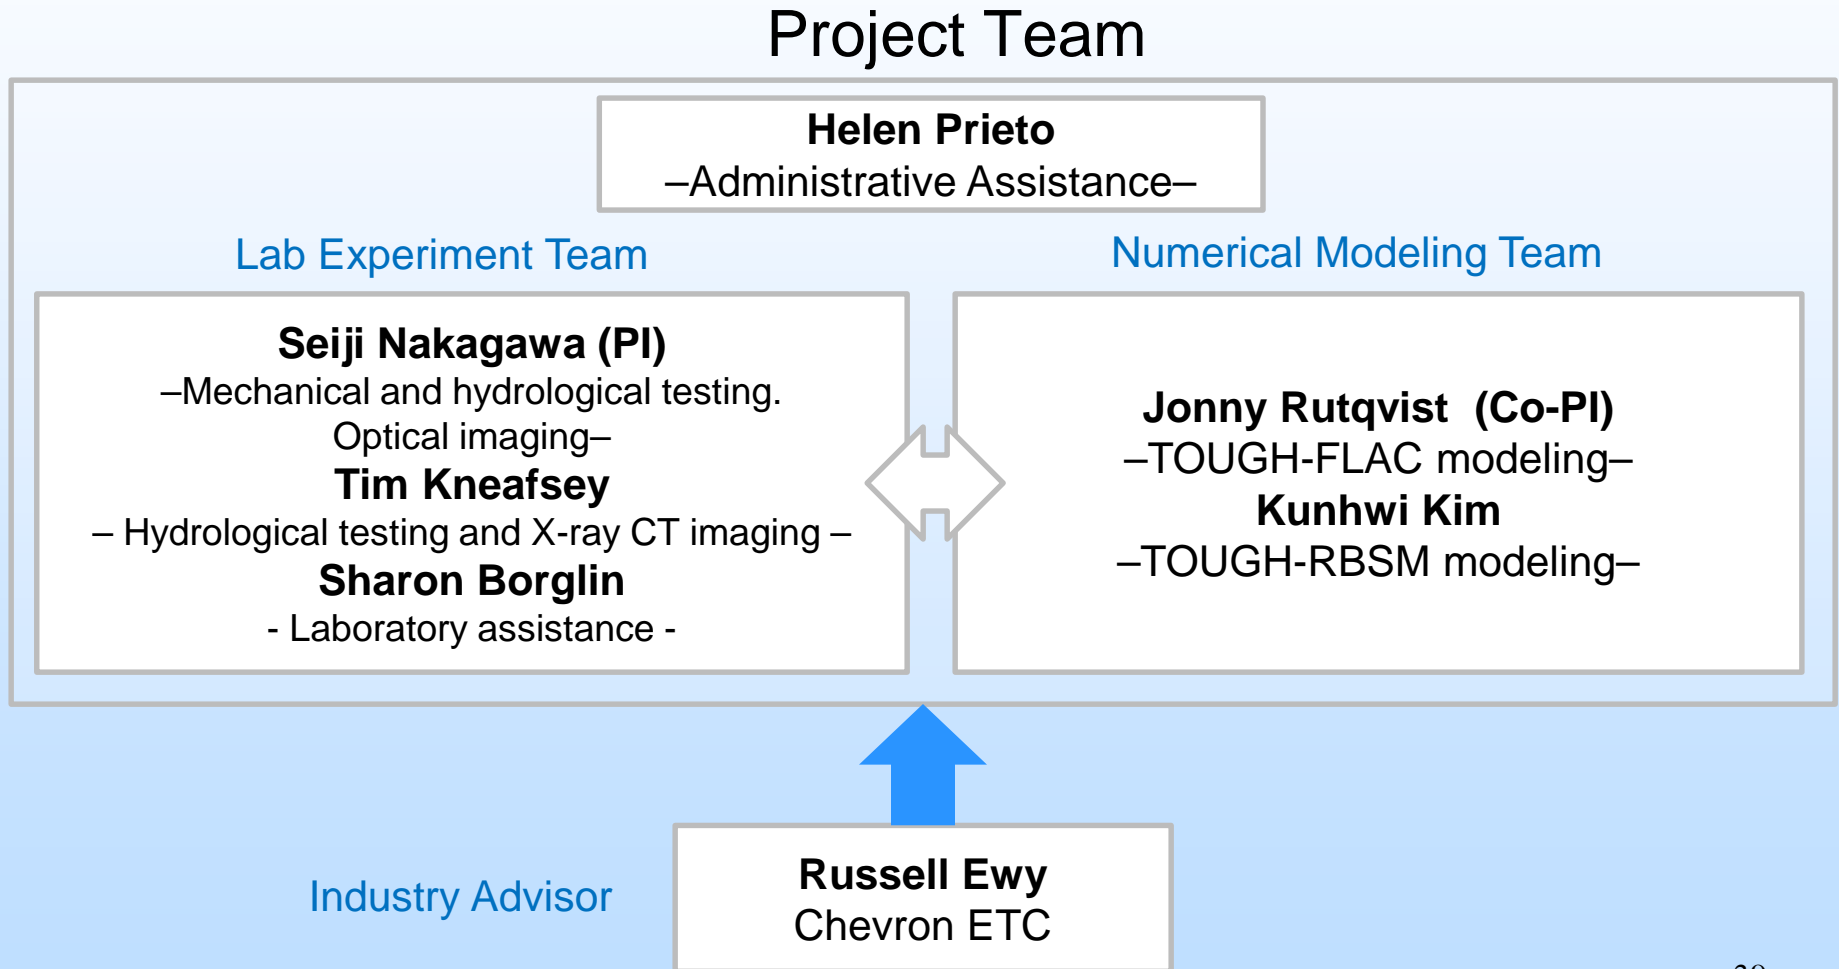 Project Team
Helen Prieto
–Administrative Assistance–
Lab Experiment Team
Seiji Nakagawa (PI)
–Mechanical and hydrological testing.
Optical imaging–
Tim Kneafsey
– Hydrological testing and X-ray CT imaging –
Sharon Borglin
- Laboratory assistance -
Numerical Modeling Team
Jonny Rutqvist (Co-PI)
–TOUGH-FLAC modeling–
Kunhwi Kim
–TOUGH-RBSM modeling–
Industry Advisor
Russell Ewy
Chevron ETC